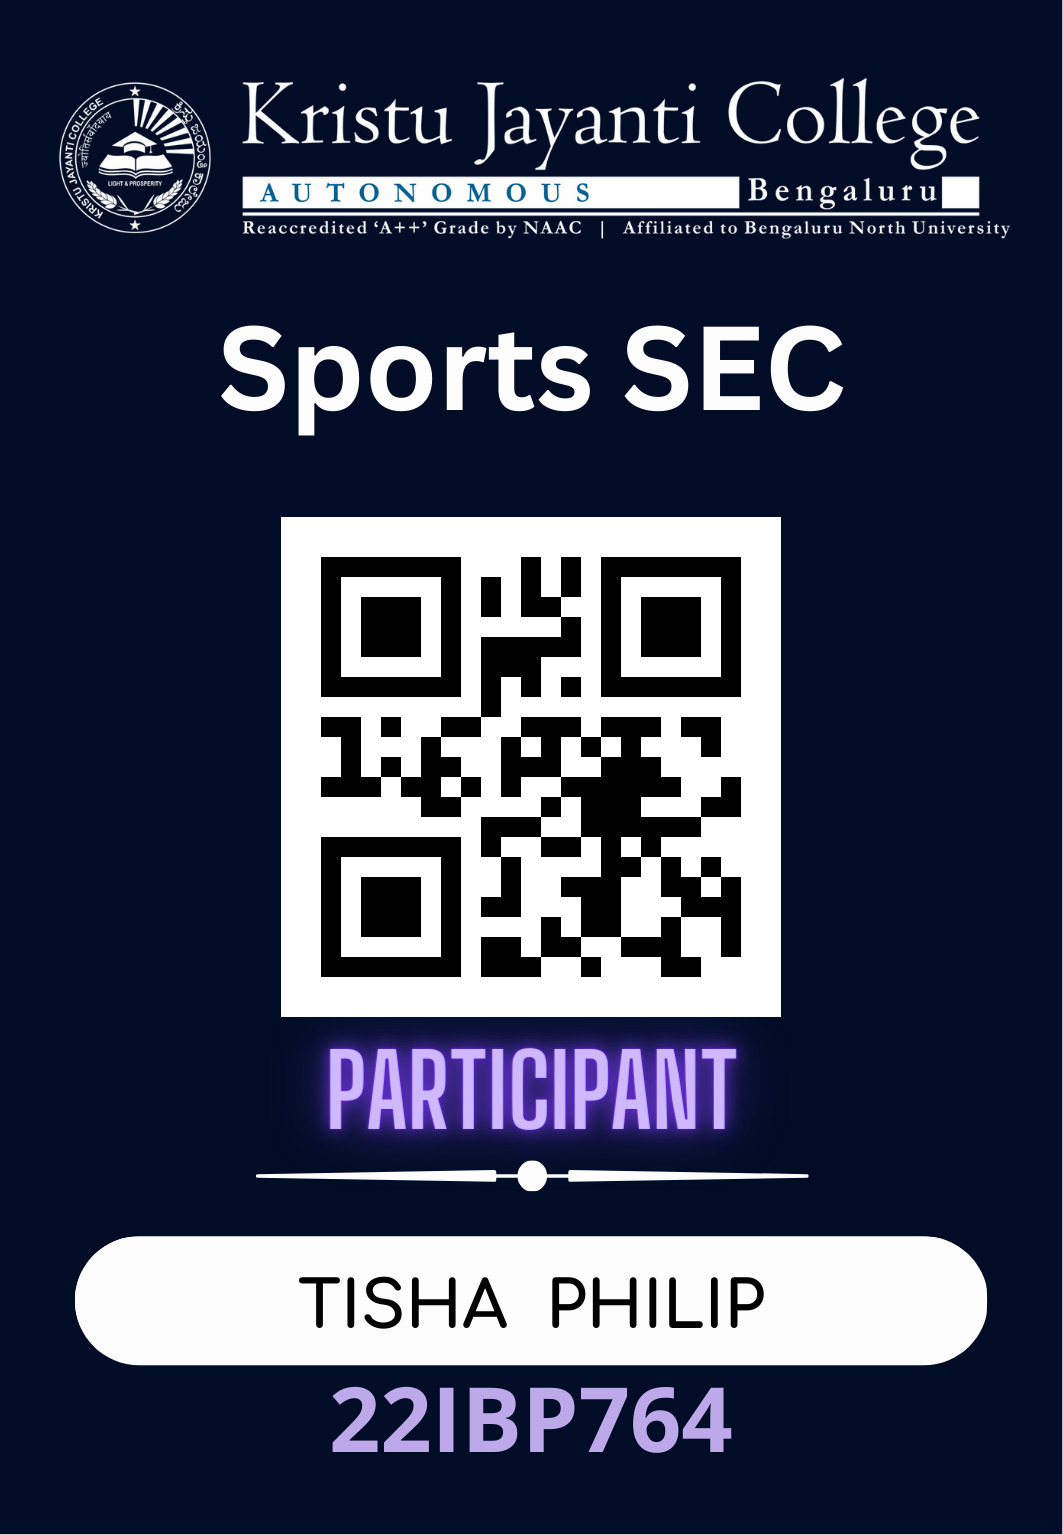 KRISTU JAYANTI COLLEGE
LIGHT & PROSPERITY
Kristu Jayanti College
AUTONOMOUS Bengaluru
Reaccredited ‘A++’ Grade by NAAC | Affiliated to Bengaluru North University
Sports SEC
PARTICIPANT
TISHA PHILIP
22IBP764